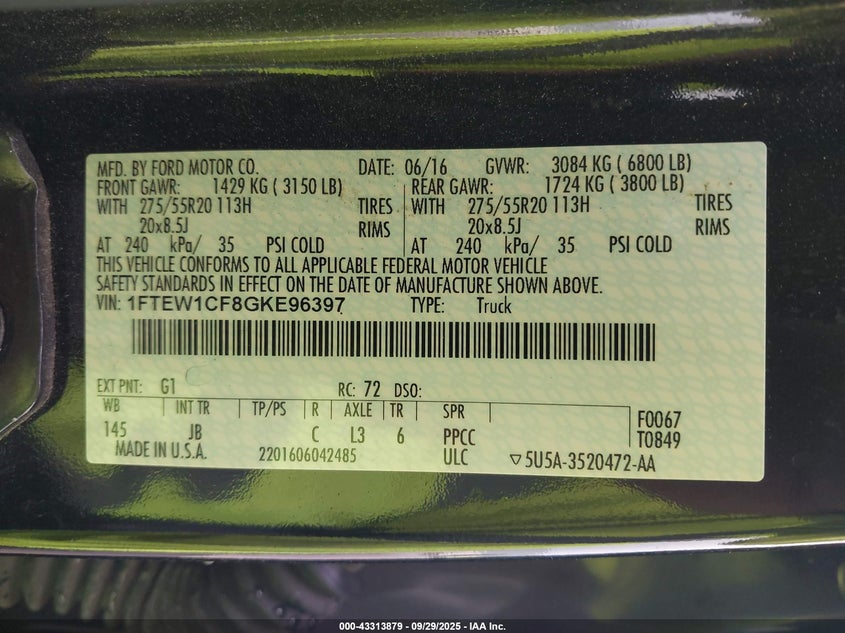 MFD. BY FORD MOTOR CO. DATE: 06/16 GVWR: 3084 KG ( 6800 LB)
FRONT GAWR: 1429 KG ( 3150 LB) REAR GAWR: 1724 KG ( 3800 LB)
WITH 275/55R20 113H TIRES WITH 275/55R20 113H TIRES
20x8.5J RIMS 20x8.5J RIMS
AT 240 kPa/ 35 PSI COLD AT 240 kPa/ 35 PSI COLD
THIS VEHICLE CONFORMS TO ALL APPLICABLE FEDERAL MOTOR VEHICLE
SAFETY STANDARDS IN EFFECT ON THE DATE OF MANUFACTURE SHOWN ABOVE.
VIN: 1FTEW1CF8GKE96397 TYPE: Truck
EXT PNT: G1 RC: 72 DSO:
WB INT TR TP/PS R AXLE TR SPR F0067
145 JB C L3 6 PPCC T0849
MADE IN U.S.A. 2201606042485 ULC ▽5U5A-3520472-AA
000-43313879 - 09/29/2025 - IAA Inc.